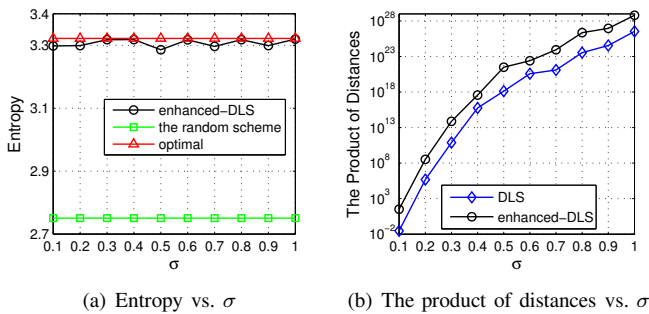 3.4
3.3
3.1
2.9
2.7
Entropy
enhanced-DLS
the random scheme
optimal
0.1 0.2 0.3 0.4 0.5 0.6 0.7 0.8 0.9 1
σ
(a) Entropy vs. σ
10^28
10^23
10^18
10^13
10^8
10^3
10^−2
The Product of Distances
DLS
enhanced-DLS
0.1 0.2 0.3 0.4 0.5 0.6 0.7 0.8 0.9 1
σ
(b) The product of distances vs. σ